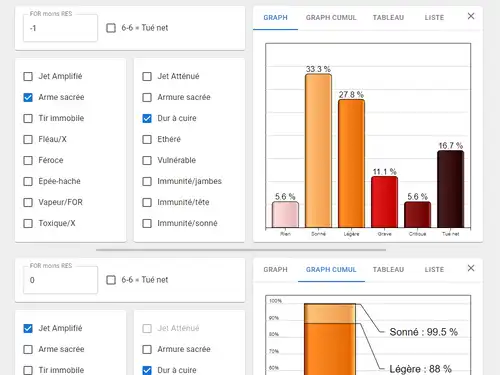 FOR moins RES
-1
6-6 = Tué net
GRAPH
GRAPH CUMUL
TABLEAU
LISTE
Jet Amplifié
Arme sacrée
Tir immobile
Fléau/X
Féroce
Epée-hache
Vapeur/FOR
Toxique/X
Jet Atténué
Armure sacrée
Dur à cuire
Ethéré
Vulnérable
Immunité/jambes
Immunité/tête
Immunité/sonné
5.6 %
33.3 %
27.8 %
11.1 %
5.6 %
16.7 %
Rien
Sonné
Légère
Grave
Critique
Tué net
FOR moins RES
0
6-6 = Tué net
GRAPH
GRAPH CUMUL
TABLEAU
LISTE
Jet Amplifié
Arme sacrée
Tir immobile
Jet Atténué
Armure sacrée
Dur à cuire
100%
90%
80%
70%
60%
Sonné : 99.5 %
Légère : 88 %